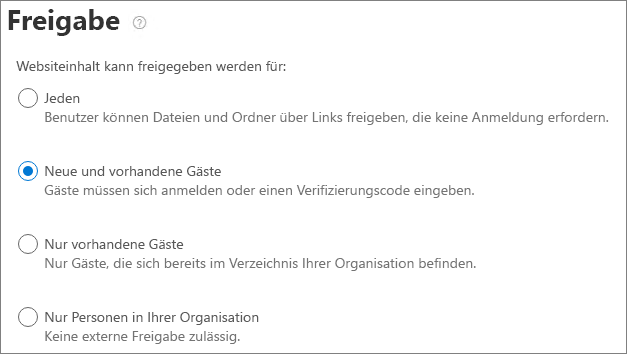 Freigabe
Websiteinhalt kann freigegeben werden für:
Jeden
Benutzer können Dateien und Ordner über Links freigeben, die keine Anmeldung erfordern.
Neue und vorhandene Gäste
Gäste müssen sich anmelden oder einen Verifizierungscode eingeben.
Nur vorhandene Gäste
Nur Gäste, die sich bereits im Verzeichnis Ihrer Organisation befinden.
Nur Personen in Ihrer Organisation
Keine externe Freigabe zulässig.